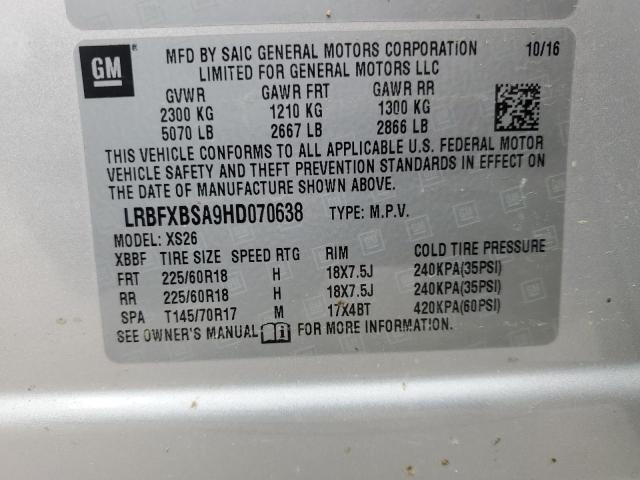 GM
MFD BY SAIC GENERAL MOTORS CORPORATION 10/16
LIMITED FOR GENERAL MOTORS LLC
GVWR GAWR FRT GAWR RR
2300 KG 1210 KG 1300 KG
5070 LB 2667 LB 2866 LB
THIS VEHICLE CONFORMS TO ALL APPLICABLE U.S. FEDERAL MOTOR
VEHICLE SAFETY AND THEFT PREVENTION STANDARDS IN EFFECT ON
THE DATE OF MANUFACTURE SHOWN ABOVE.
LRBFXBSA9HD070638 TYPE: M.P.V.
MODEL: XS26
XBBF TIRE SIZE SPEED RTG RIM COLD TIRE PRESSURE
FRT 225/60R18 H 18X7.5J 240KPA(35PSI)
RR 225/60R18 H 18X7.5J 240KPA(35PSI)
SPA T145/70R17 M 17X4BT 420KPA(60PSI)
SEE OWNER'S MANUAL FOR MORE INFORMATION.